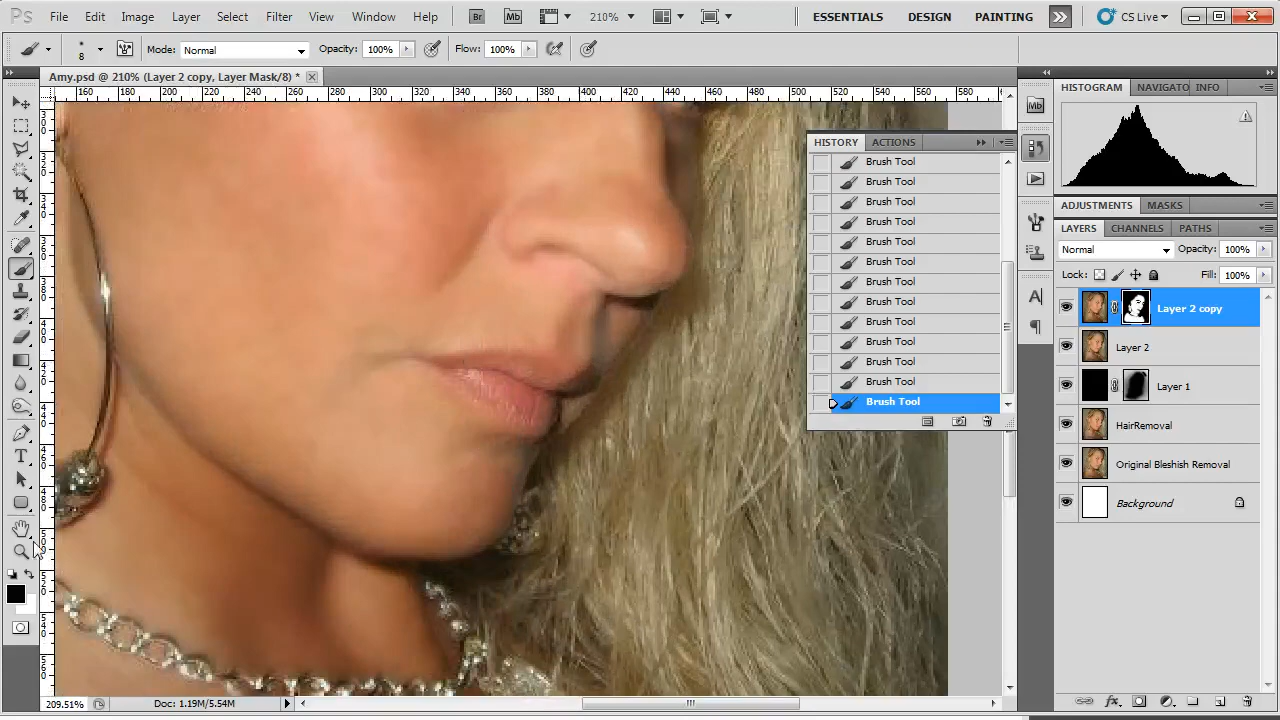 Ps File Edit Image Layer Select Filter View Window Help Br Mb 210% ESSENTIALS DESIGN PAINTING CS Live
8 Mode: Normal Opacity: 100% Flow: 100%
Amy.psd @ 210% (Layer 2 copy, Layer Mask/8) *
160 180 200 220 240 260 280 300 320 340 360 380 400 420 440 460 480 500 520 540 560 580
HISTOGRAM NAVIGATO INFO
HISTORY ACTIONS
Brush Tool
Brush Tool
Brush Tool
Brush Tool
Brush Tool
Brush Tool
Brush Tool
Brush Tool
Brush Tool
Brush Tool
Brush Tool
Brush Tool
Brush Tool
Mb
ADJUSTMENTS MASKS
LAYERS CHANNELS PATHS
Normal Opacity: 100%
Lock: Fill: 100%
Layer 2 copy
Layer 2
Layer 1
HairRemoval
Original Bleshish Removal
Background
209.51% Doc: 1.19M/5.54M